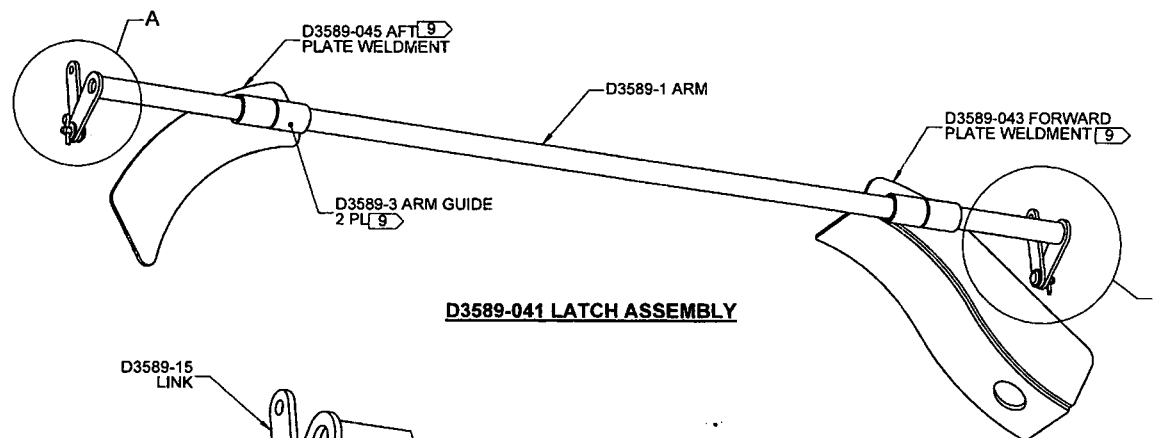 A
D3589-045 AFT 9
PLATE WELDMENT
D3589-1 ARM
D3589-043 FORWARD
PLATE WELDMENT 9
D3589-3 ARM GUIDE
2 PL 9
D3589-041 LATCH ASSEMBLY
D3589-15
LINK